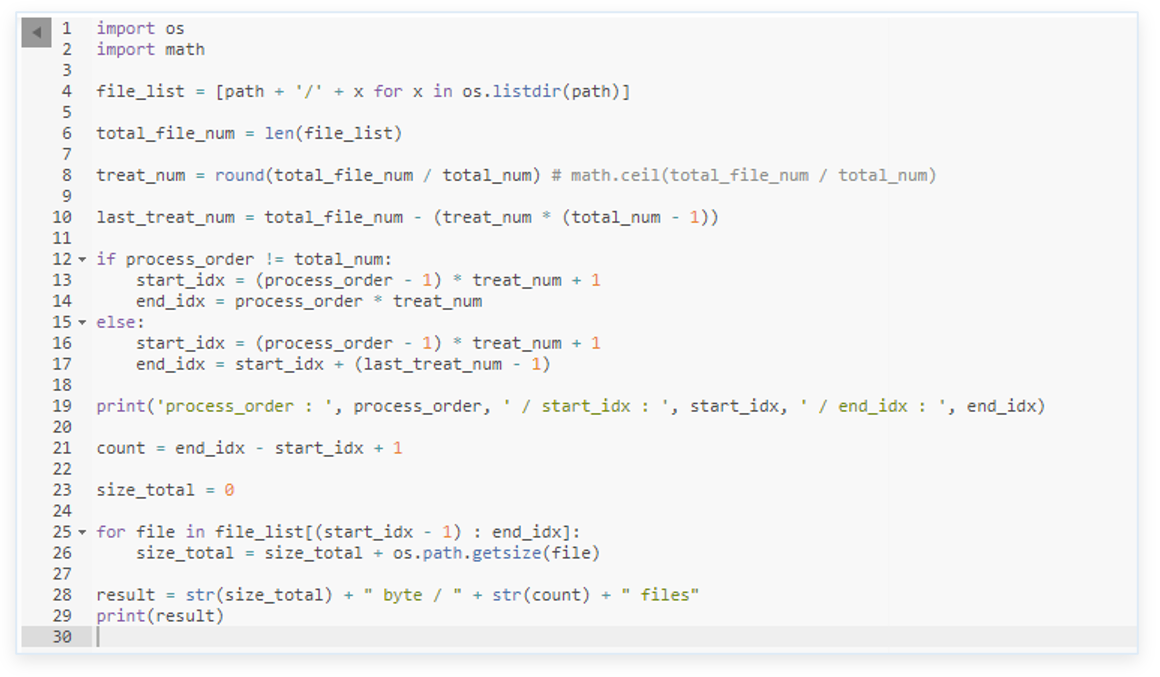 1 import os
2 import math
3
4 file_list = [path + '/' + x for x in os.listdir(path)]
5
6 total_file_num = len(file_list)
7
8 treat_num = round(total_file_num / total_num) # math.ceil(total_file_num / total_num)
9
10 last_treat_num = total_file_num - (treat_num * (total_num - 1))
11
12 if process_order != total_num:
13     start_idx = (process_order - 1) * treat_num + 1
14     end_idx = process_order * treat_num
15 else:
16     start_idx = (process_order - 1) * treat_num + 1
17     end_idx = start_idx + (last_treat_num - 1)
18
19 print('process_order : ', process_order, ' / start_idx : ', start_idx, ' / end_idx : ', end_idx)
20
21 count = end_idx - start_idx + 1
22
23 size_total = 0
24
25 for file in file_list[(start_idx - 1) : end_idx]:
26     size_total = size_total + os.path.getsize(file)
27
28 result = str(size_total) + " byte / " + str(count) + " files"
29 print(result)
30